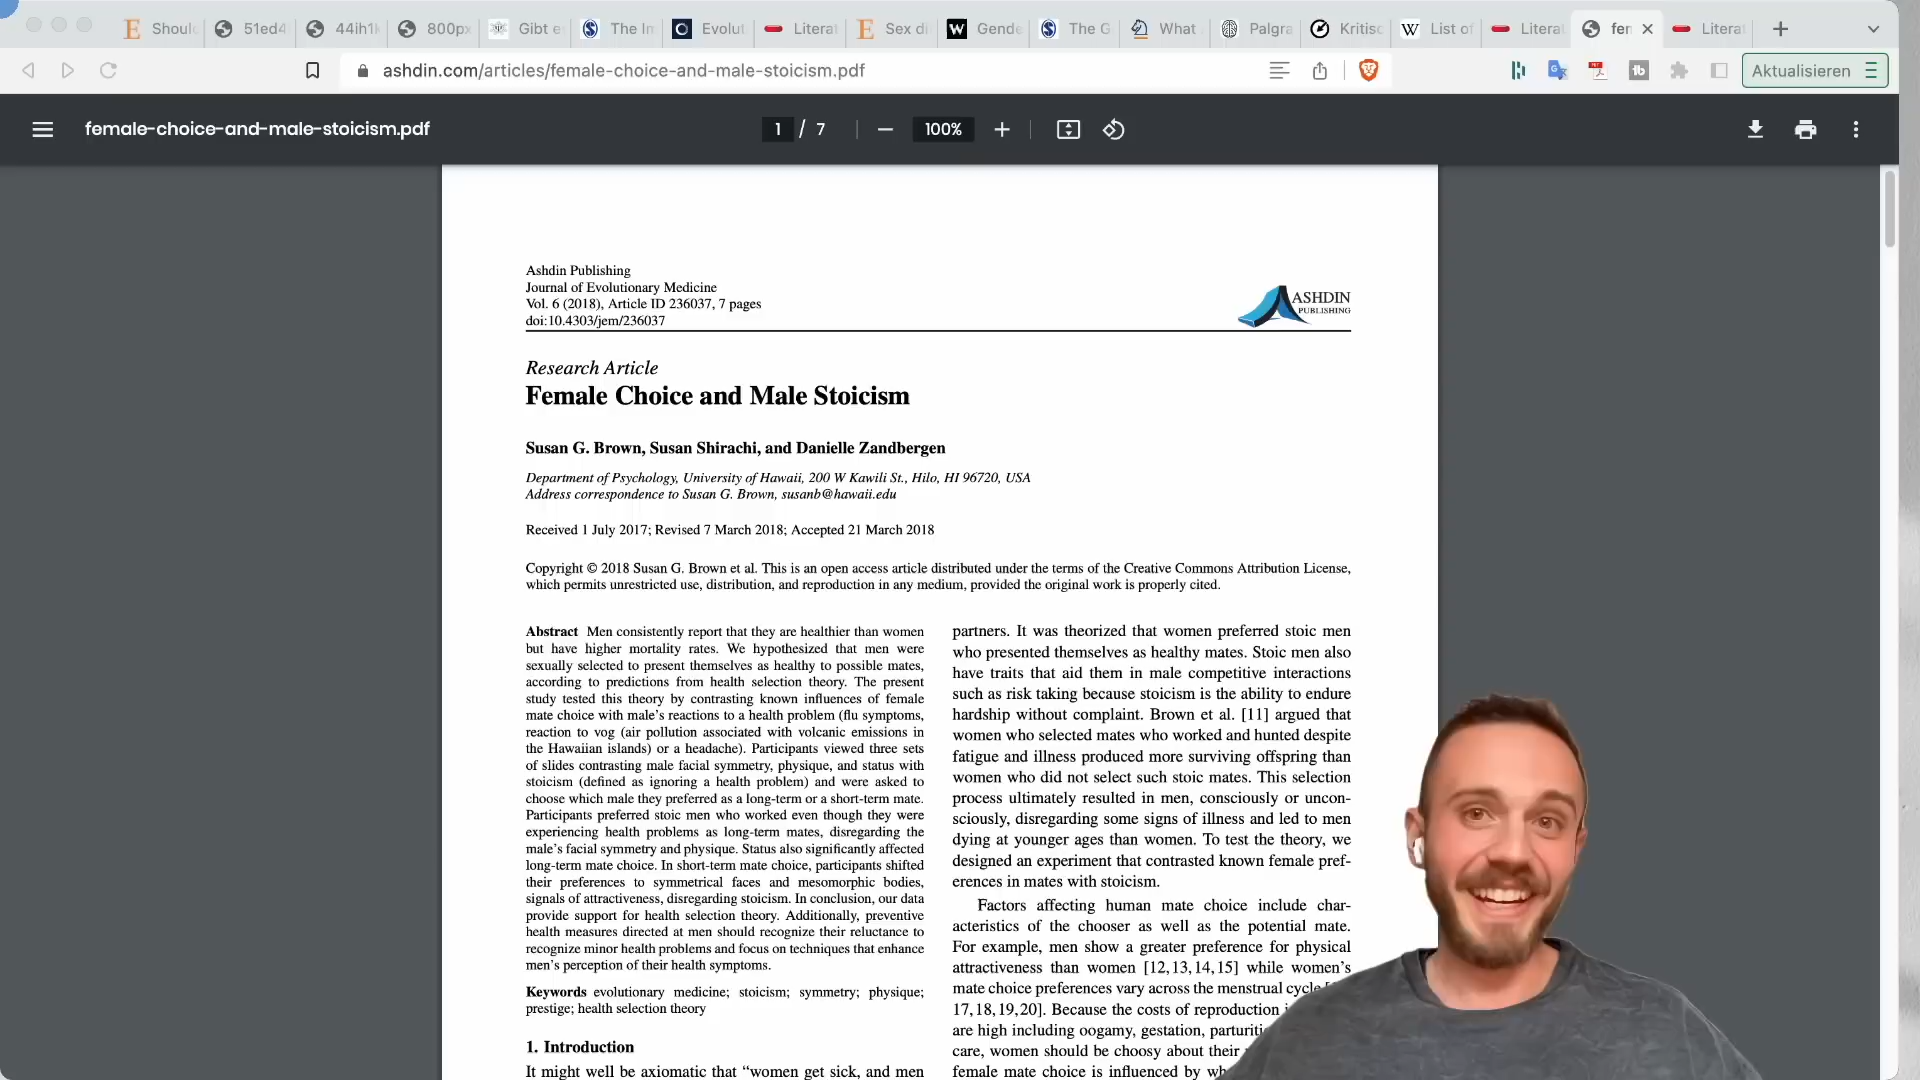 Shoul
51ed4
44ih1
800px
Gibt e
The In
Evolut
Litera
Sex di
Gende
The G
What
Palgra
Kritisc
List of
Litera
fem
Litera
ashdin.com/articles/female-choice-and-male-stoicism.pdf
Aktualisieren
female-choice-and-male-stoicism.pdf
1 / 7
100%
Ashdin Publishing
Journal of Evolutionary Medicine
Vol. 6 (2018), Article ID 236037, 7 pages
doi:10.4303/jem/236037
ASHDIN
PUBLISHING
Research Article
Female Choice and Male Stoicism
Susan G. Brown, Susan Shirachi, and Danielle Zandbergen
Department of Psychology, University of Hawaii, 200 W Kawili St., Hilo, HI 96720, USA
Address correspondence to Susan G. Brown, susanb@hawaii.edu
Received 1 July 2017; Revised 7 March 2018; Accepted 21 March 2018
Copyright © 2018 Susan G. Brown et al. This is an open access article distributed under the terms of the Creative Commons Attribution License,
which permits unrestricted use, distribution, and reproduction in any medium, provided the original work is properly cited.
Abstract Men consistently report that they are healthier than women
but have higher mortality rates. We hypothesized that men were
sexually selected to present themselves as healthy to possible mates,
according to predictions from health selection theory. The present
study tested this theory by contrasting known influences of female
mate choice with male's reactions to a health problem (flu symptoms,
reaction to vog (air pollution associated with volcanic emissions in
the Hawaiian islands) or a headache). Participants viewed three sets
of slides contrasting male facial symmetry, physique, and status with
stoicism (defined as ignoring a health problem) and were asked to
choose which male they preferred as a long-term or a short-term mate.
Participants preferred stoic men who worked even though they were
experiencing health problems as long-term mates, disregarding the
male's facial symmetry and physique. Status also significantly affected
long-term mate choice. In short-term mate choice, participants shifted
their preferences to symmetrical faces and mesomorphic bodies,
signals of attractiveness, disregarding stoicism. In conclusion, our data
provide support for health selection theory. Additionally, preventive
health measures directed at men should recognize their reluctance to
recognize minor health problems and focus on techniques that enhance
men's perception of their health symptoms.
Keywords evolutionary medicine; stoicism; symmetry; physique;
prestige; health selection theory
1. Introduction
It might well be axiomatic that "women get sick, and men
partners. It was theorized that women preferred stoic men
who presented themselves as healthy mates. Stoic men also
have traits that aid them in male competitive interactions
such as risk taking because stoicism is the ability to endure
hardship without complaint. Brown et al. [11] argued that
women who selected mates who worked and hunted despite
fatigue and illness produced more surviving offspring than
women who did not select such stoic mates. This selection
process ultimately resulted in men, consciously or uncon-
sciously, disregarding some signs of illness and led to men
dying at younger ages than women. To test the theory, we
designed an experiment that contrasted known female pref-
erences in mates with stoicism.
Factors affecting human mate choice include char-
acteristics of the chooser as well as the potential mate.
For example, men show a greater preference for physical
attractiveness than women [12,13,14,15] while women's
mate choice preferences vary across the menstrual cycle
17,18,19,20]. Because the costs of reproduction
are high including oogamy, gestation,
care, women should be choosy about their
female mate choice is influenced by